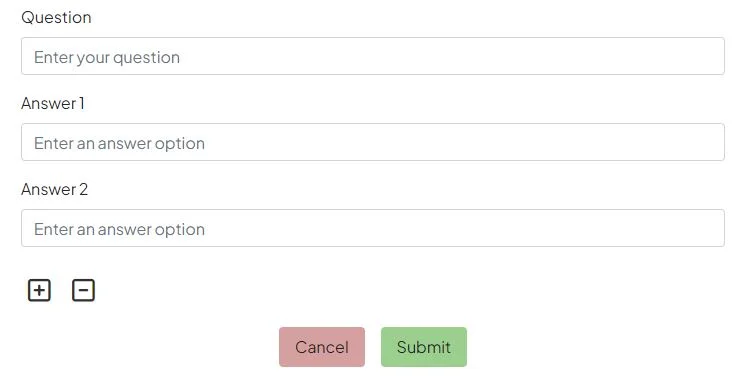 Question
Enter your question
Answer 1
Enter an answer option
Answer 2
Enter an answer option
Cancel Submit